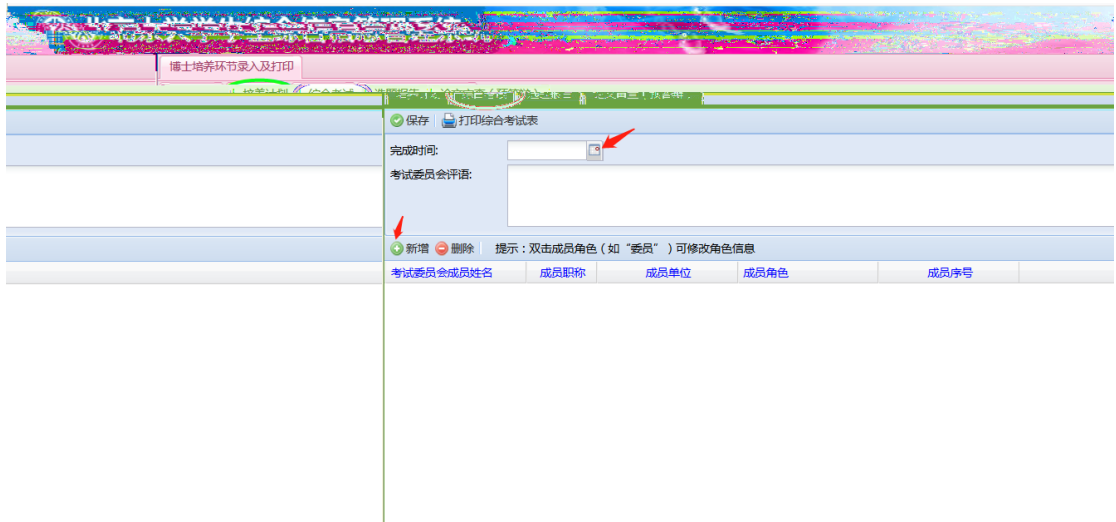 博士培养环节录入及打印
保存 打印综合考试表
完成时间:
考试委员会评语:
新增 删除 提示：双击成员角色（如“委员”）可修改角色信息
考试委员会成员姓名 成员职称 成员单位 成员角色 成员序号